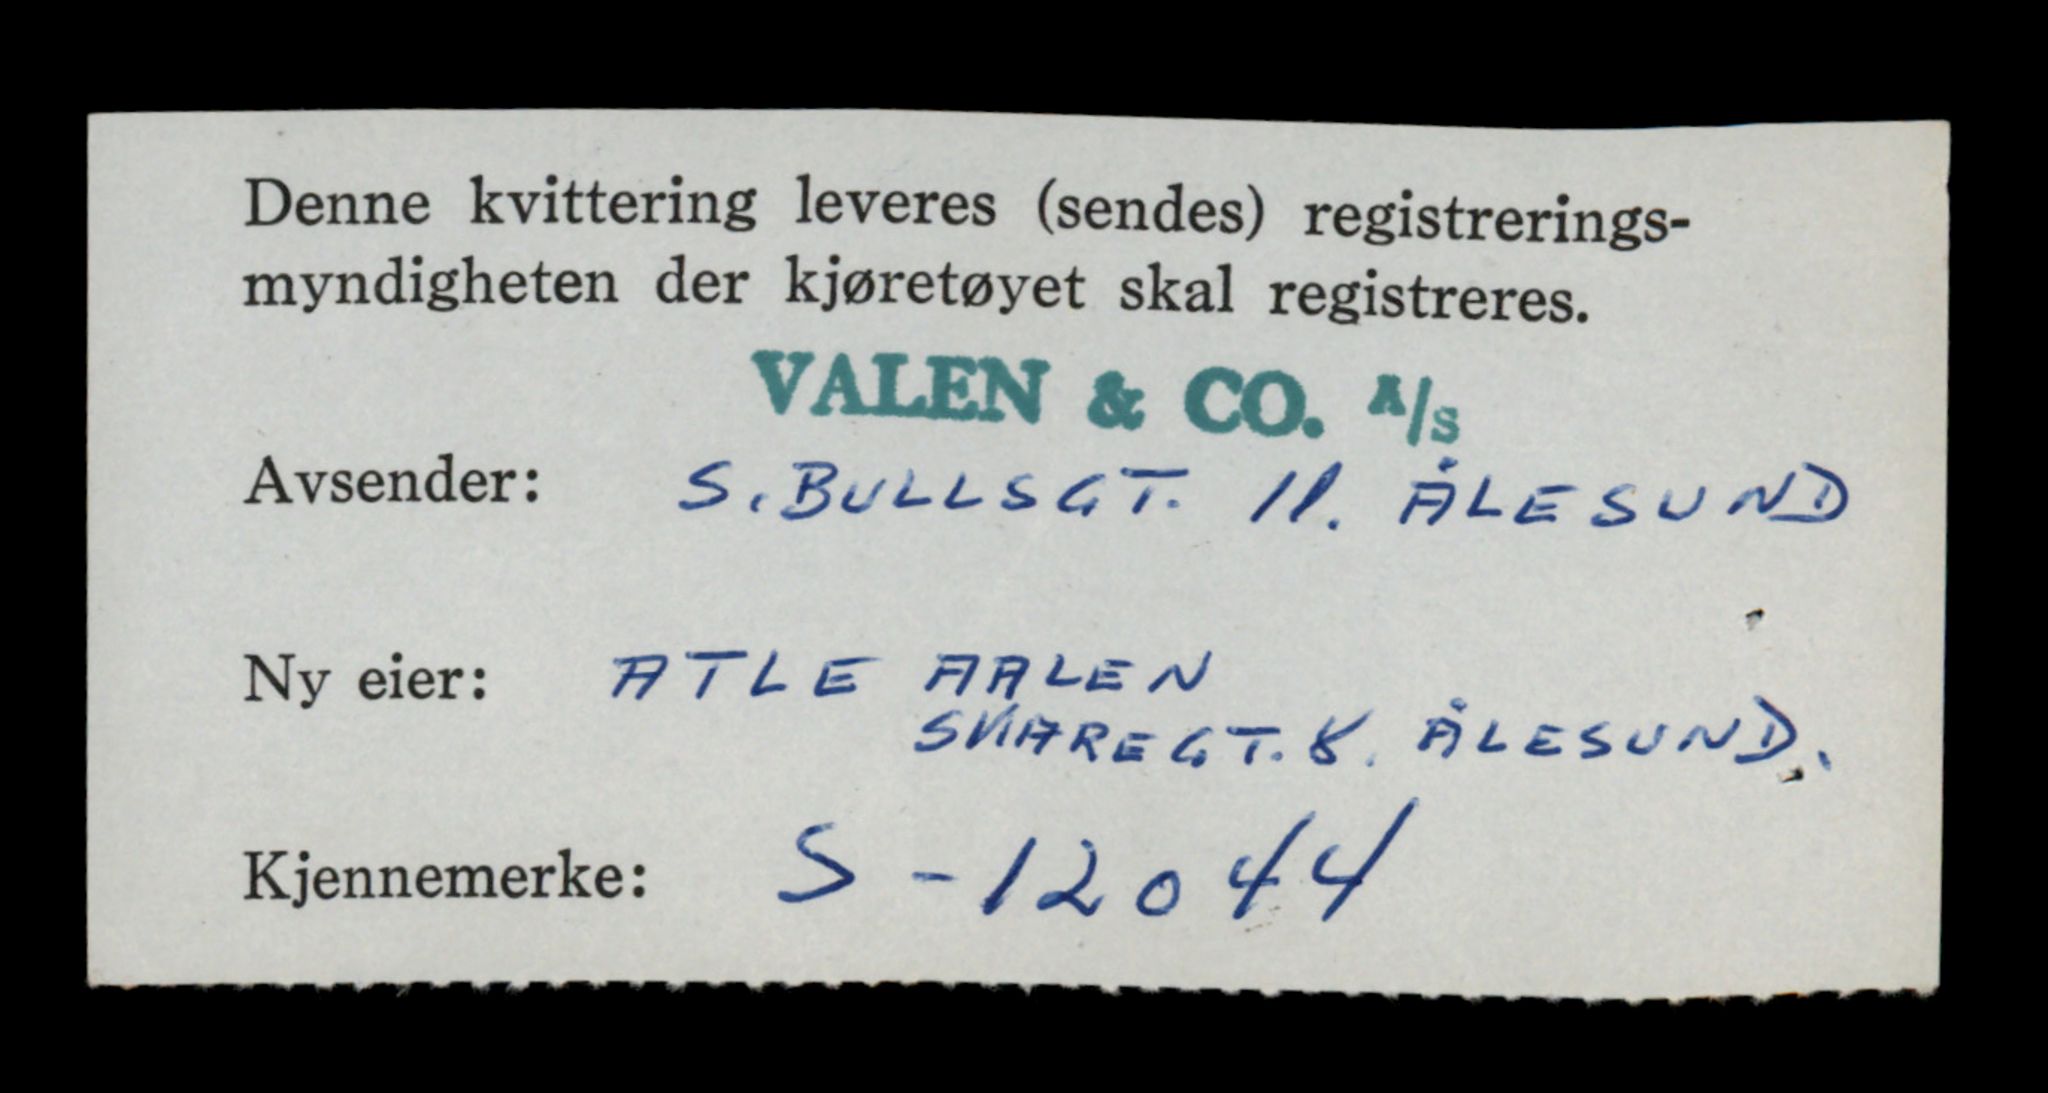 Denne kvittering leveres (sendes) registrerings-
myndigheten der kjøretøyet skal registreres.
VALEN & CO. A/S
Avsender: S. BULLSGT. 11. ÅLESUND
Ny eier: ATLE AALEN
SKAREGT. 8. ÅLESUND.
Kjennemerke: S-12044